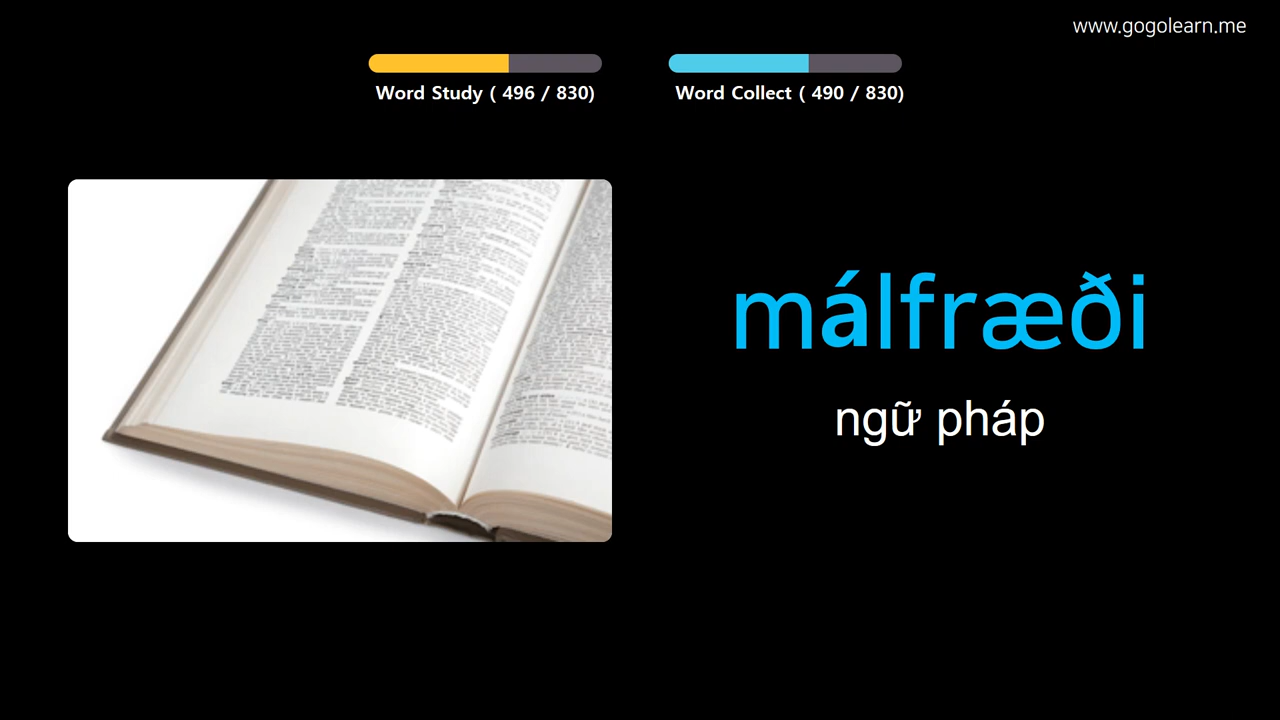 www.gogolearn.me
Word Study ( 496 / 830)
Word Collect ( 490 / 830)
málfræði
ngữ pháp